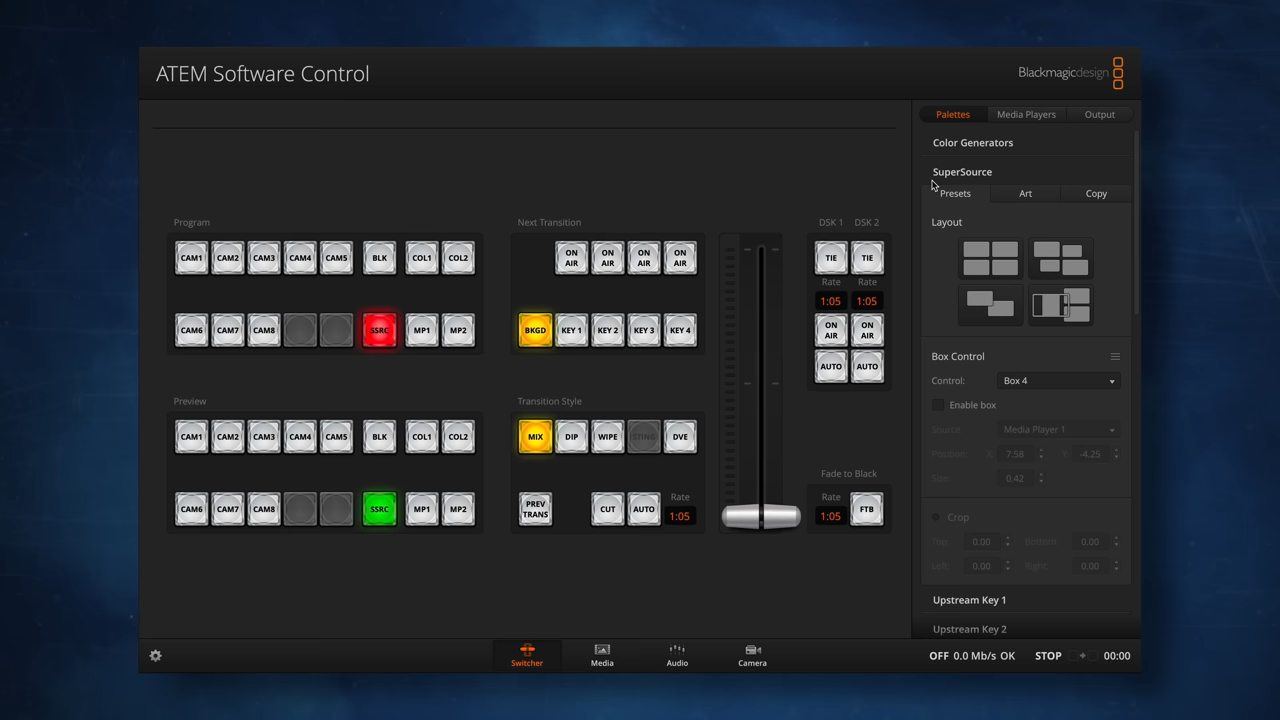 ATEM Software Control
Blackmagicdesign
Palettes Media Players Output
Color Generators
SuperSource
Presets Art Copy
Layout
Program
CAM1 CAM2 CAM3 CAM4 CAM5 BLK COL1 COL2
CAM6 CAM7 CAM8 SSRC MP1 MP2
Next Transition
ON AIR ON AIR ON AIR ON AIR
BKGD KEY 1 KEY 2 KEY 3 KEY 4
DSK 1 DSK 2
TIE TIE
Rate Rate
1:05 1:05
ON AIR ON AIR
AUTO AUTO
Preview
CAM1 CAM2 CAM3 CAM4 CAM5 BLK COL1 COL2
CAM6 CAM7 CAM8 SSRC MP1 MP2
Transition Style
MIX DIP WIPE STING DVE
PREV TRANS CUT AUTO Rate 1:05
Fade to Black
Rate
1:05 FTB
Box Control
Control: Box 4
Enable box
Source: Media Player 1
Position: X: 7.58 Y: -4.25
Size: 0.42
Crop
Top: 0.00 Bottom: 0.00
Left: 0.00 Right: 0.00
Upstream Key 1
Upstream Key 2
Switcher Media Audio Camera
OFF 0.0 Mb/s OK STOP 00:00